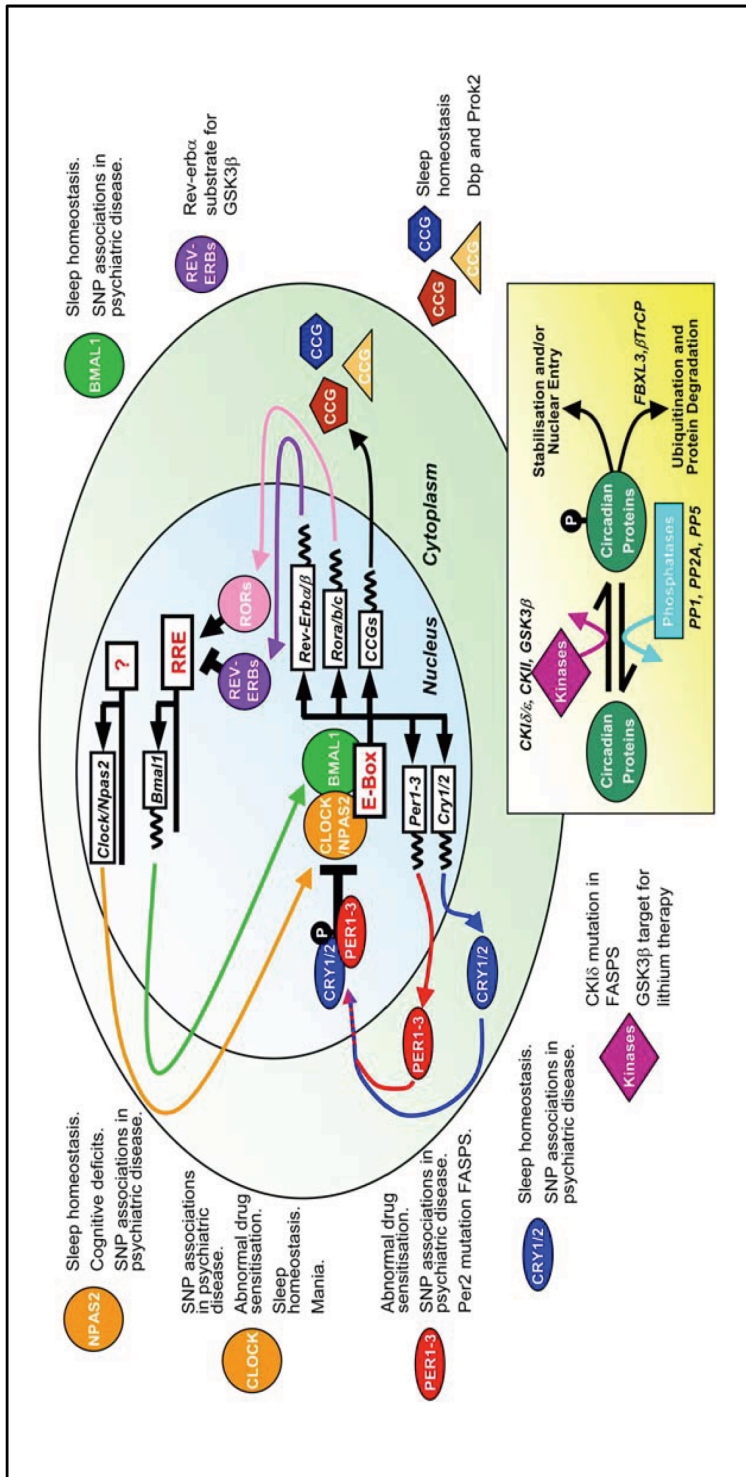 NPAS2
Sleep homeostasis.
Cognitive deficits.
SNP associations in
psychiatric disease.
SNP associations
in psychiatric
disease.
CLOCK
Abnormal drug
sensitisation.
Sleep
homeostasis.
Mania.
PER1-3
Abnormal drug
sensitisation.
SNP associations in
psychiatric disease.
Per2 mutation FASPS.
CRY1/2
Sleep homeostasis.
SNP associations in
psychiatric disease.
Kinases
CKIδ mutation in
FASPS
GSK3β target for
lithium therapy
BMAL1
Sleep homeostasis.
SNP associations in
psychiatric disease.
REV-
ERBs
Rev-erbα
substrate for
GSK3β
CCG
CCG
CCG
Sleep
homeostasis
Dbp and Prok2
Clock/Npas2
?
Bmal1
RRE
RORs
REV-
ERBs
CLOCK
/NPAS2
BMAL1
E-Box
P
CRY1/2
PER1-3
Rev-Erbα/β
Rora/b/c
CCGs
Per1-3
Cry1/2
Nucleus
Cytoplasm
CCG
CCG
CCG
PER1-3
CRY1/2
CKIδ/ε, CKII, GSK3β
Kinases
Circadian
Proteins
P
Circadian
Proteins
Phosphatases
PP1, PP2A, PP5
Stabilisation and/or
Nuclear Entry
FBXL3,βTrCP
Ubiquitination and
Protein Degradation